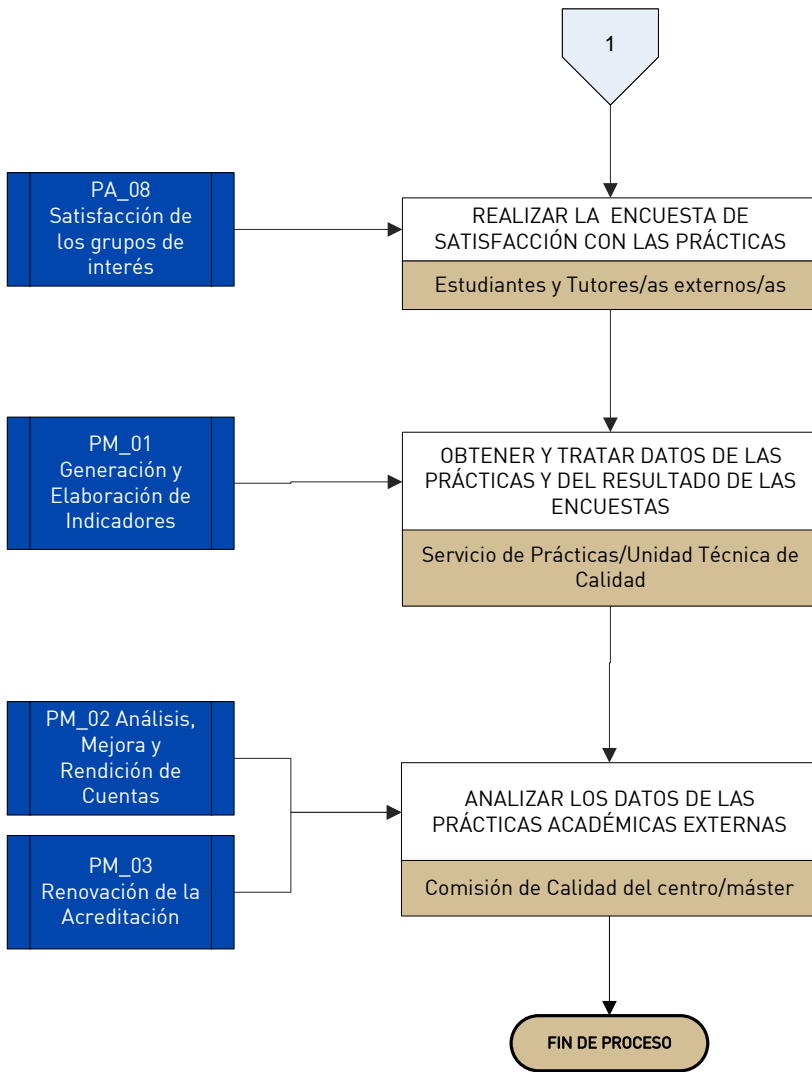 1
PA_08
Satisfacción de
los grupos de
interés
REALIZAR LA ENCUESTA DE
SATISFACCIÓN CON LAS PRÁCTICAS
Estudiantes y Tutores/as externos/as
PM_01
Generación y
Elaboración de
Indicadores
OBTENER Y TRATAR DATOS DE LAS
PRÁCTICAS Y DEL RESULTADO DE LAS
ENCUESTAS
Servicio de Prácticas/Unidad Técnica de
Calidad
PM_02 Análisis,
Mejora y
Rendición de
Cuentas
PM_03
Renovación de la
Acreditación
ANALIZAR LOS DATOS DE LAS
PRÁCTICAS ACADÉMICAS EXTERNAS
Comisión de Calidad del centro/máster
FIN DE PROCESO